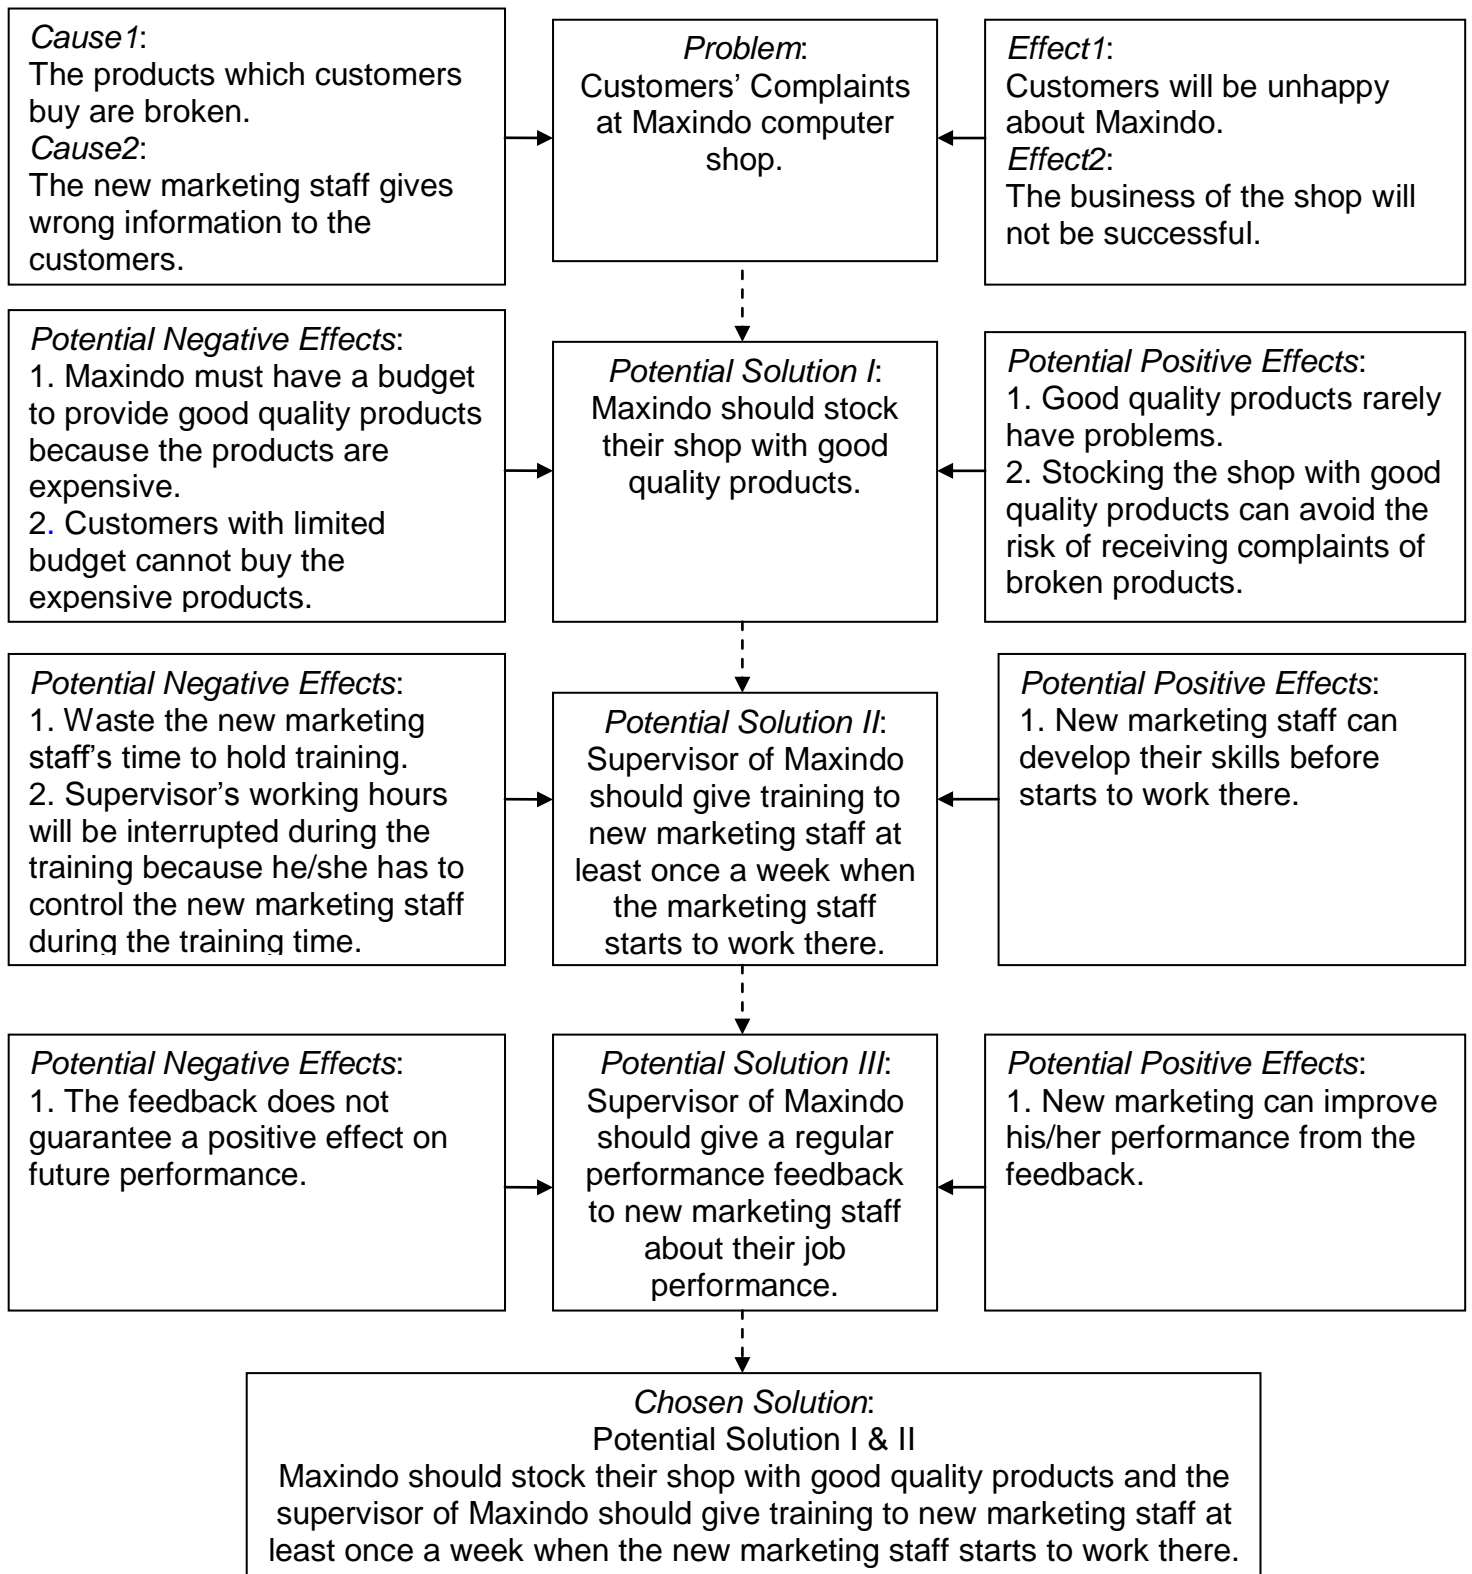 Cause1:
The products which customers
buy are broken.
Cause2:
The new marketing staff gives
wrong information to the
customers.
Problem:
Customers’ Complaints
at Maxindo computer
shop.
Effect1:
Customers will be unhappy
about Maxindo.
Effect2:
The business of the shop will
not be successful.
Potential Negative Effects:
1. Maxindo must have a budget
to provide good quality products
because the products are
expensive.
2. Customers with limited
budget cannot buy the
expensive products.
Potential Solution I:
Maxindo should stock
their shop with good
quality products.
Potential Positive Effects:
1. Good quality products rarely
have problems.
2. Stocking the shop with good
quality products can avoid the
risk of receiving complaints of
broken products.
Potential Negative Effects:
1. Waste the new marketing
staff’s time to hold training.
2. Supervisor’s working hours
will be interrupted during the
training because he/she has to
control the new marketing staff
during the training time.
Potential Solution II:
Supervisor of Maxindo
should give training to
new marketing staff at
least once a week when
the marketing staff
starts to work there.
Potential Positive Effects:
1. New marketing staff can
develop their skills before
starts to work there.
Potential Negative Effects:
1. The feedback does not
guarantee a positive effect on
future performance.
Potential Solution III:
Supervisor of Maxindo
should give a regular
performance feedback
to new marketing staff
about their job
performance.
Potential Positive Effects:
1. New marketing can improve
his/her performance from the
feedback.
Chosen Solution:
Potential Solution I & II
Maxindo should stock their shop with good quality products and the
supervisor of Maxindo should give training to new marketing staff at
least once a week when the new marketing staff starts to work there.